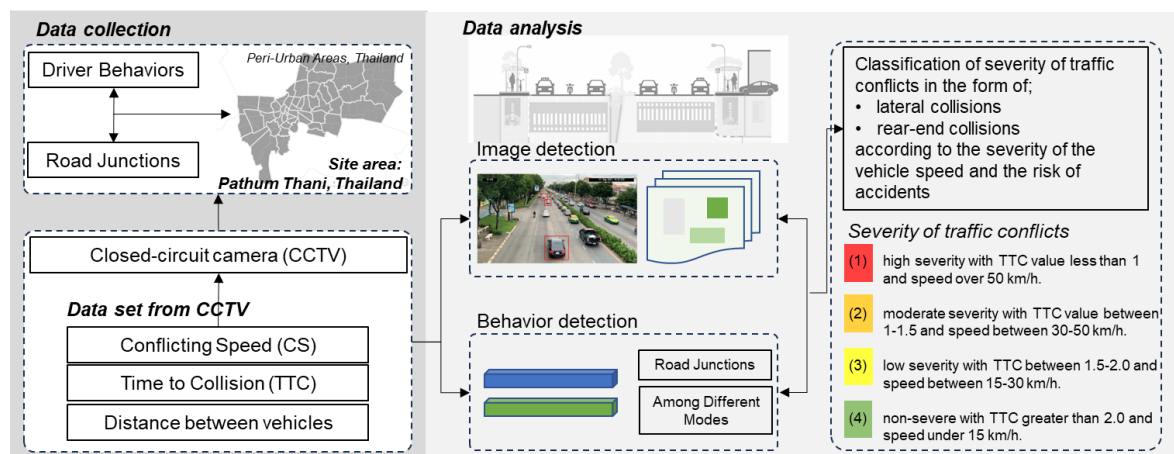 Data collection
Driver Behaviors
Road Junctions
Peri-Urban Areas, Thailand
Site area:
Pathum Thani, Thailand
Closed-circuit camera (CCTV)
Data set from CCTV
Conflicting Speed (CS)
Time to Collision (TTC)
Distance between vehicles
Data analysis
Image detection
Behavior detection
Road Junctions
Among Different
Modes
Classification of severity of traffic
conflicts in the form of;
• lateral collisions
• rear-end collisions
according to the severity of the
vehicle speed and the risk of
accidents
Severity of traffic conflicts
(1) high severity with TTC value less than 1
and speed over 50 km/h.
(2) moderate severity with TTC value between
1-1.5 and speed between 30-50 km/h.
(3) low severity with TTC between 1.5-2.0 and
speed between 15-30 km/h.
(4) non-severe with TTC greater than 2.0 and
speed under 15 km/h.